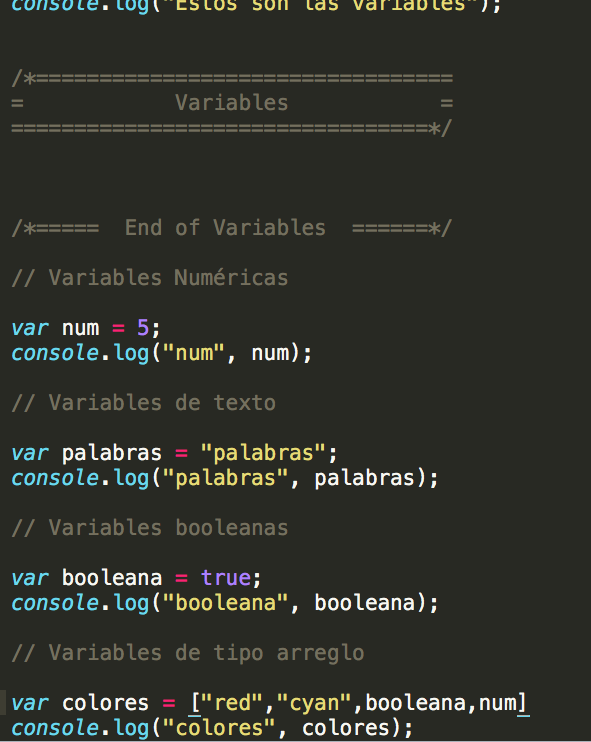 console.log("Estos son las variables");
/*=================================
=            Variables            =
=================================*/
/*=====  End of Variables  ======*/
// Variables Numéricas
var num = 5;
console.log("num", num);
// Variables de texto
var palabras = "palabras";
console.log("palabras", palabras);
// Variables booleanas
var booleana = true;
console.log("booleana", booleana);
// Variables de tipo arreglo
var colores = ["red","cyan",booleana,num]
console.log("colores", colores);